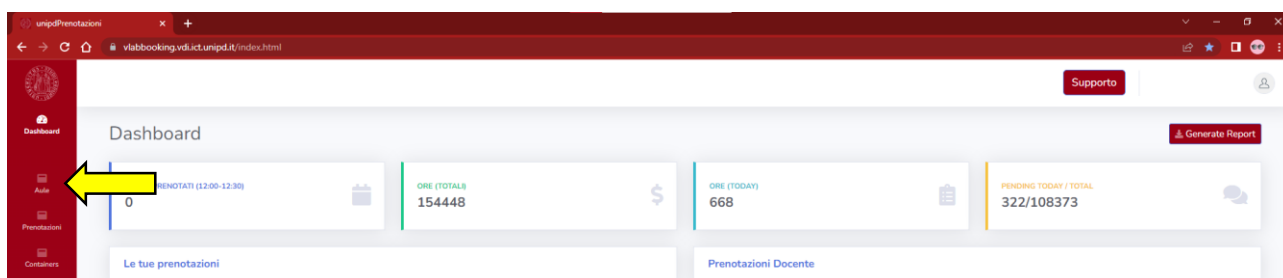 unipdPrenotazioni
vlabbooking.vdi.ict.unipd.it/index.html
Supporto
Dashboard
Dashboard
Generate Report
Aule
Prenotazioni
Containers
RENOTATI (12:00-12:30)
0
ORE (TOTALI)
154448
ORE (TODAY)
668
PENDING TODAY / TOTAL
322/108373
Le tue prenotazioni
Prenotazioni Docente